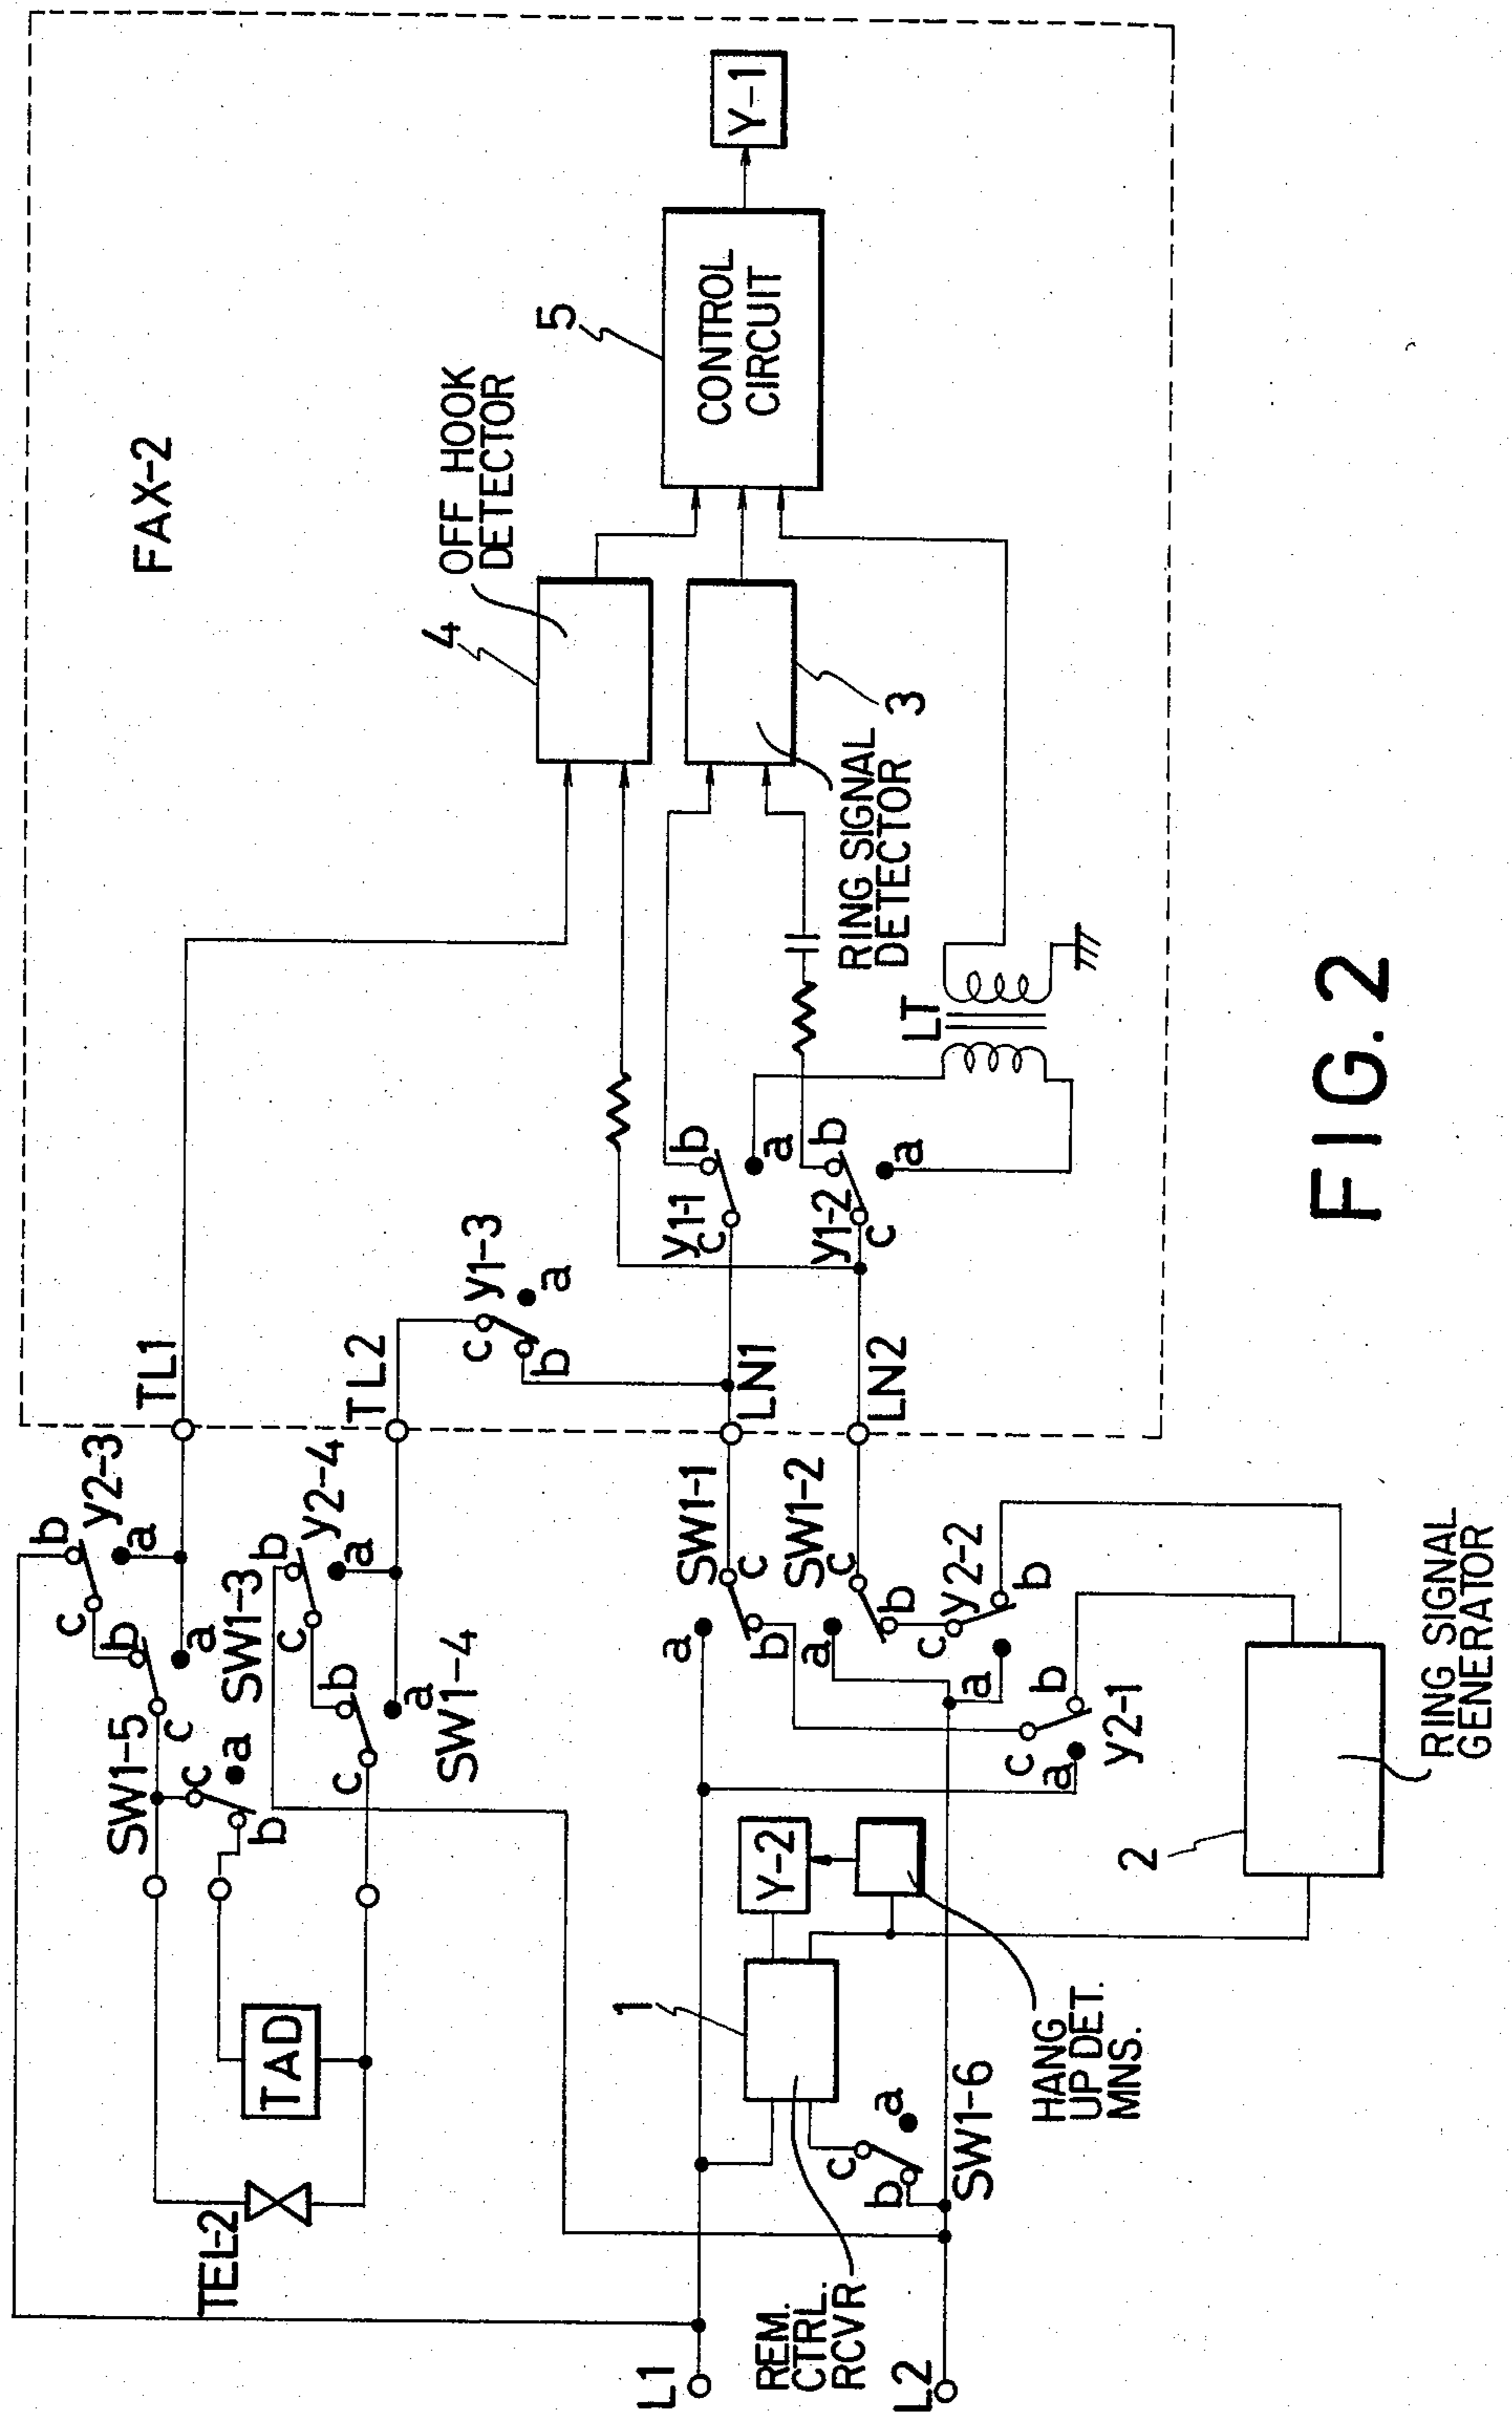 FAX-2
Y-1
5
CONTROL
CIRCUIT
OFF HOOK
DETECTOR
4
3
RING SIGNAL
DETECTOR
LT
TL1
TL2
y1-3
c
b
a
y1-1
c
b
a
y1-2
c
b
a
LN1
LN2
y2-3
b
c
a
SW1-3
b
c
a
y2-4
b
c
a
SW1-4
b
c
a
SW1-5
c
a
b
SW1-1
c
a
b
SW1-2
c
a
b
y2-2
c
b
a
y2-1
c
b
a
TAD
TEL-2
1
Y-2
HANG
UP DET.
MNS.
SW1-6
c
b
a
REM.
CTRL.
RCVR
L1
L2
2
RING SIGNAL
GENERATOR
FIG. 2